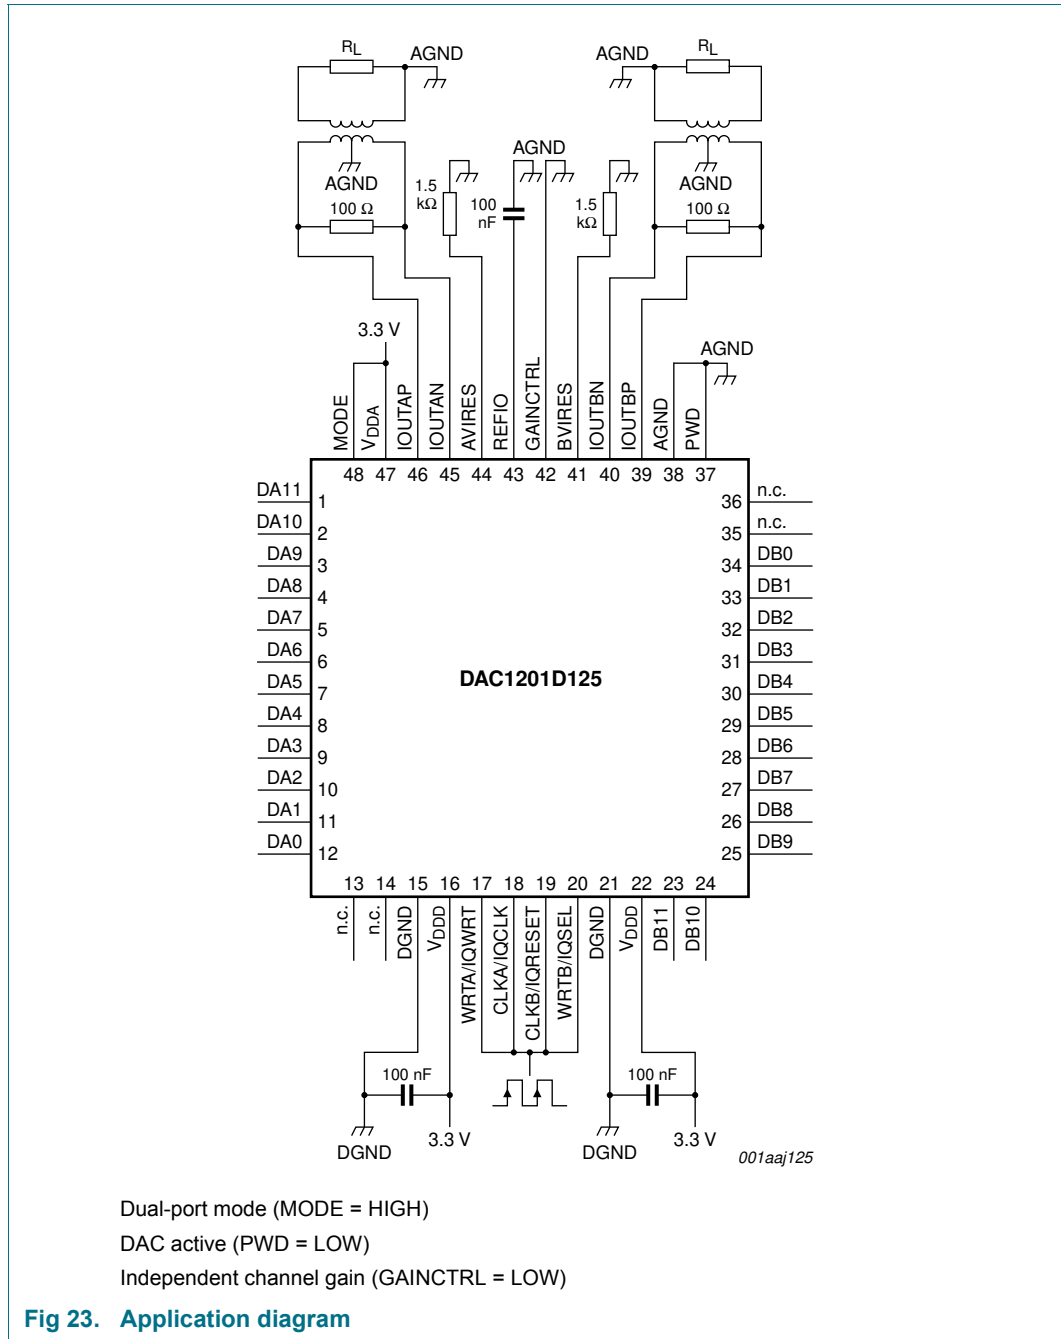 RL
AGND
AGND
RL
AGND
100 Ω
1.5
kΩ
100
nF
AGND
1.5
kΩ
AGND
100 Ω
3.3 V
AGND
MODE
VDDA
IOUTAP
IOUTAN
AVIRES
REFIO
GAINCTRL
BVIRES
IOUTBN
IOUTBP
AGND
PWD
48 47 46 45 44 43 42 41 40 39 38 37
DA11 1
DA10 2
DA9 3
DA8 4
DA7 5
DA6 6
DA5 7
DA4 8
DA3 9
DA2 10
DA1 11
DA0 12
DAC1201D125
36 n.c.
35 n.c.
34 DB0
33 DB1
32 DB2
31 DB3
30 DB4
29 DB5
28 DB6
27 DB7
26 DB8
25 DB9
13 14 15 16 17 18 19 20 21 22 23 24
n.c.
n.c.
DGND
VDDD
WRTA/IQWRT
CLKA/IQCLK
CLKB/IQRESET
WRTB/IQSEL
DGND
VDDD
DB11
DB10
100 nF
100 nF
DGND
3.3 V
DGND
3.3 V
001aaj125
Dual-port mode (MODE = HIGH)
DAC active (PWD = LOW)
Independent channel gain (GAINCTRL = LOW)
Fig 23. Application diagram